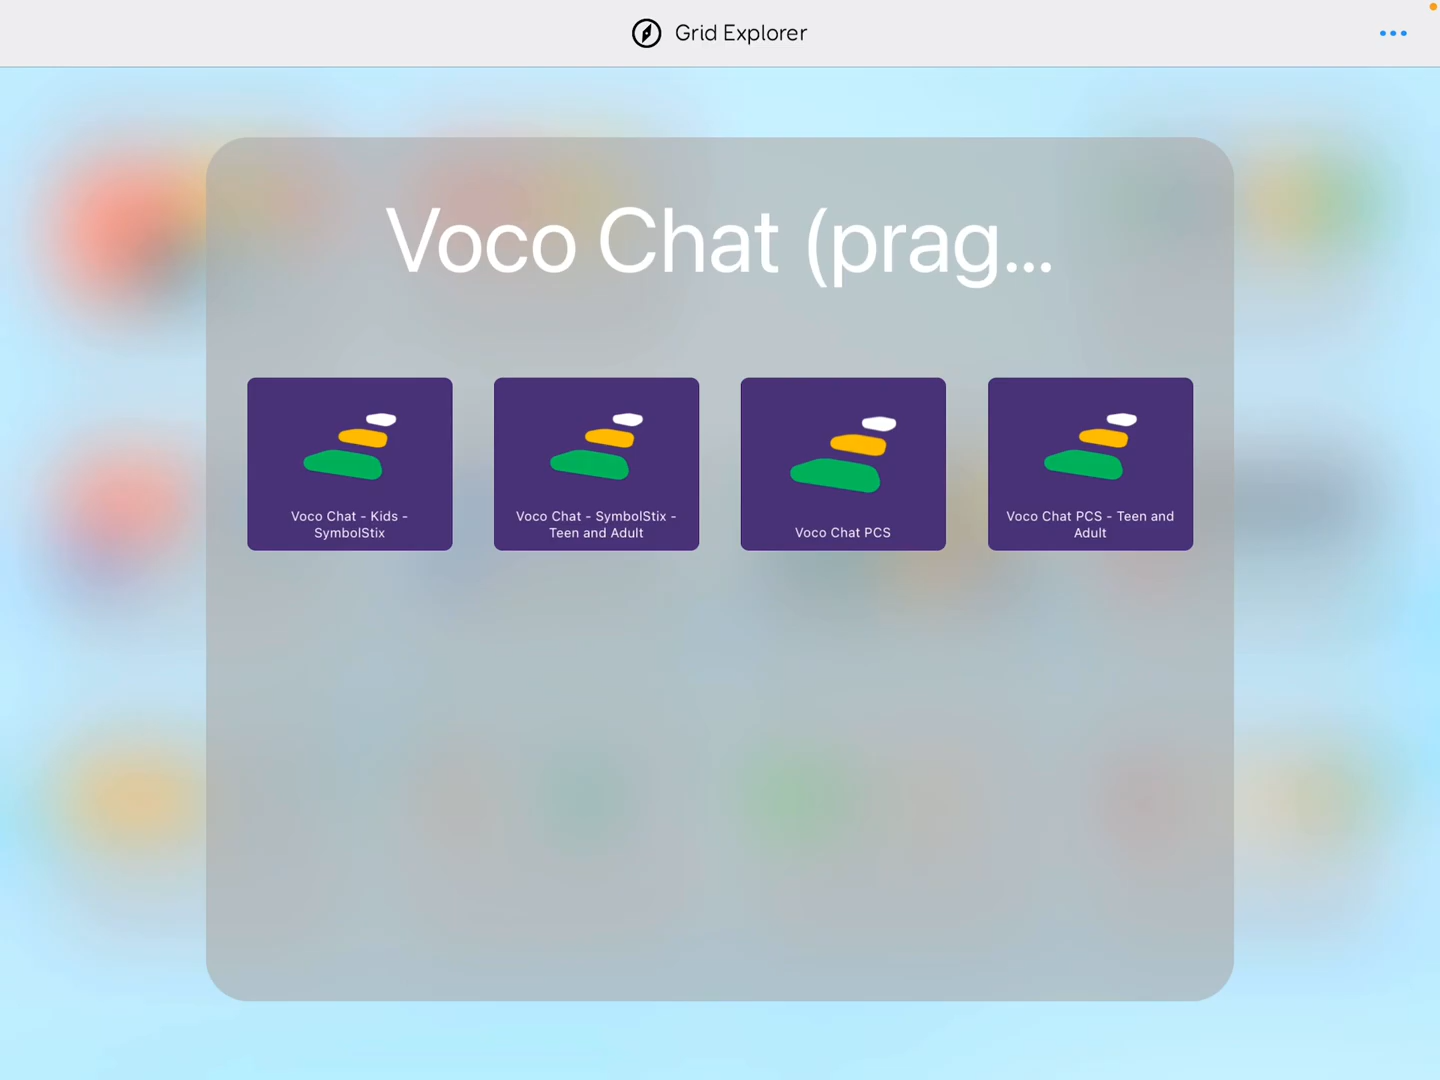 Grid Explorer
Voco Chat (prag...
Voco Chat - Kids -
SymbolStix
Voco Chat - SymbolStix -
Teen and Adult
Voco Chat PCS
Voco Chat PCS - Teen and
Adult